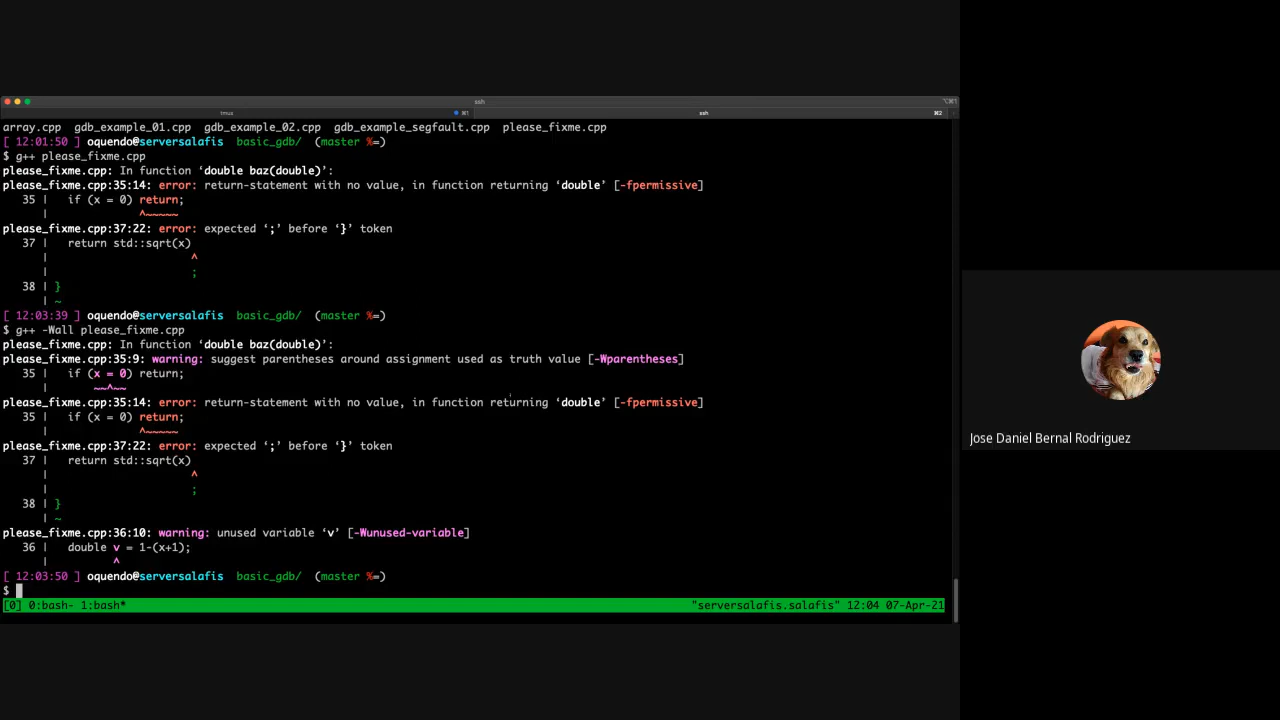 ssh
⌥⌘1
tmux
⌘1
ssh
⌘2
array.cpp  gdb_example_01.cpp  gdb_example_02.cpp  gdb_example_segfault.cpp  please_fixme.cpp
[ 12:01:50 ] oquendo@serversalafis  basic_gdb/  (master %=)
$ g++ please_fixme.cpp
please_fixme.cpp: In function ‘double baz(double)’:
please_fixme.cpp:35:14: error: return-statement with no value, in function returning ‘double’ [-fpermissive]
   35 |   if (x = 0) return;
      |              ^~~~~~
please_fixme.cpp:37:22: error: expected ‘;’ before ‘}’ token
   37 |   return std::sqrt(x)
      |                      ^
      |                      ;
   38 | }
      | ~
[ 12:03:39 ] oquendo@serversalafis  basic_gdb/  (master %=)
$ g++ -Wall please_fixme.cpp
please_fixme.cpp: In function ‘double baz(double)’:
please_fixme.cpp:35:9: warning: suggest parentheses around assignment used as truth value [-Wparentheses]
   35 |   if (x = 0) return;
      |       ~~^~~
please_fixme.cpp:35:14: error: return-statement with no value, in function returning ‘double’ [-fpermissive]
   35 |   if (x = 0) return;
      |              ^~~~~~
please_fixme.cpp:37:22: error: expected ‘;’ before ‘}’ token
   37 |   return std::sqrt(x)
      |                      ^
      |                      ;
   38 | }
      | ~
please_fixme.cpp:36:10: warning: unused variable ‘v’ [-Wunused-variable]
   36 |   double v = 1-(x+1);
      |          ^
[ 12:03:50 ] oquendo@serversalafis  basic_gdb/  (master %=)
$
[0] 0:bash- 1:bash*    "serversalafis.salafis" 12:04 07-Apr-21
Jose Daniel Bernal Rodriguez